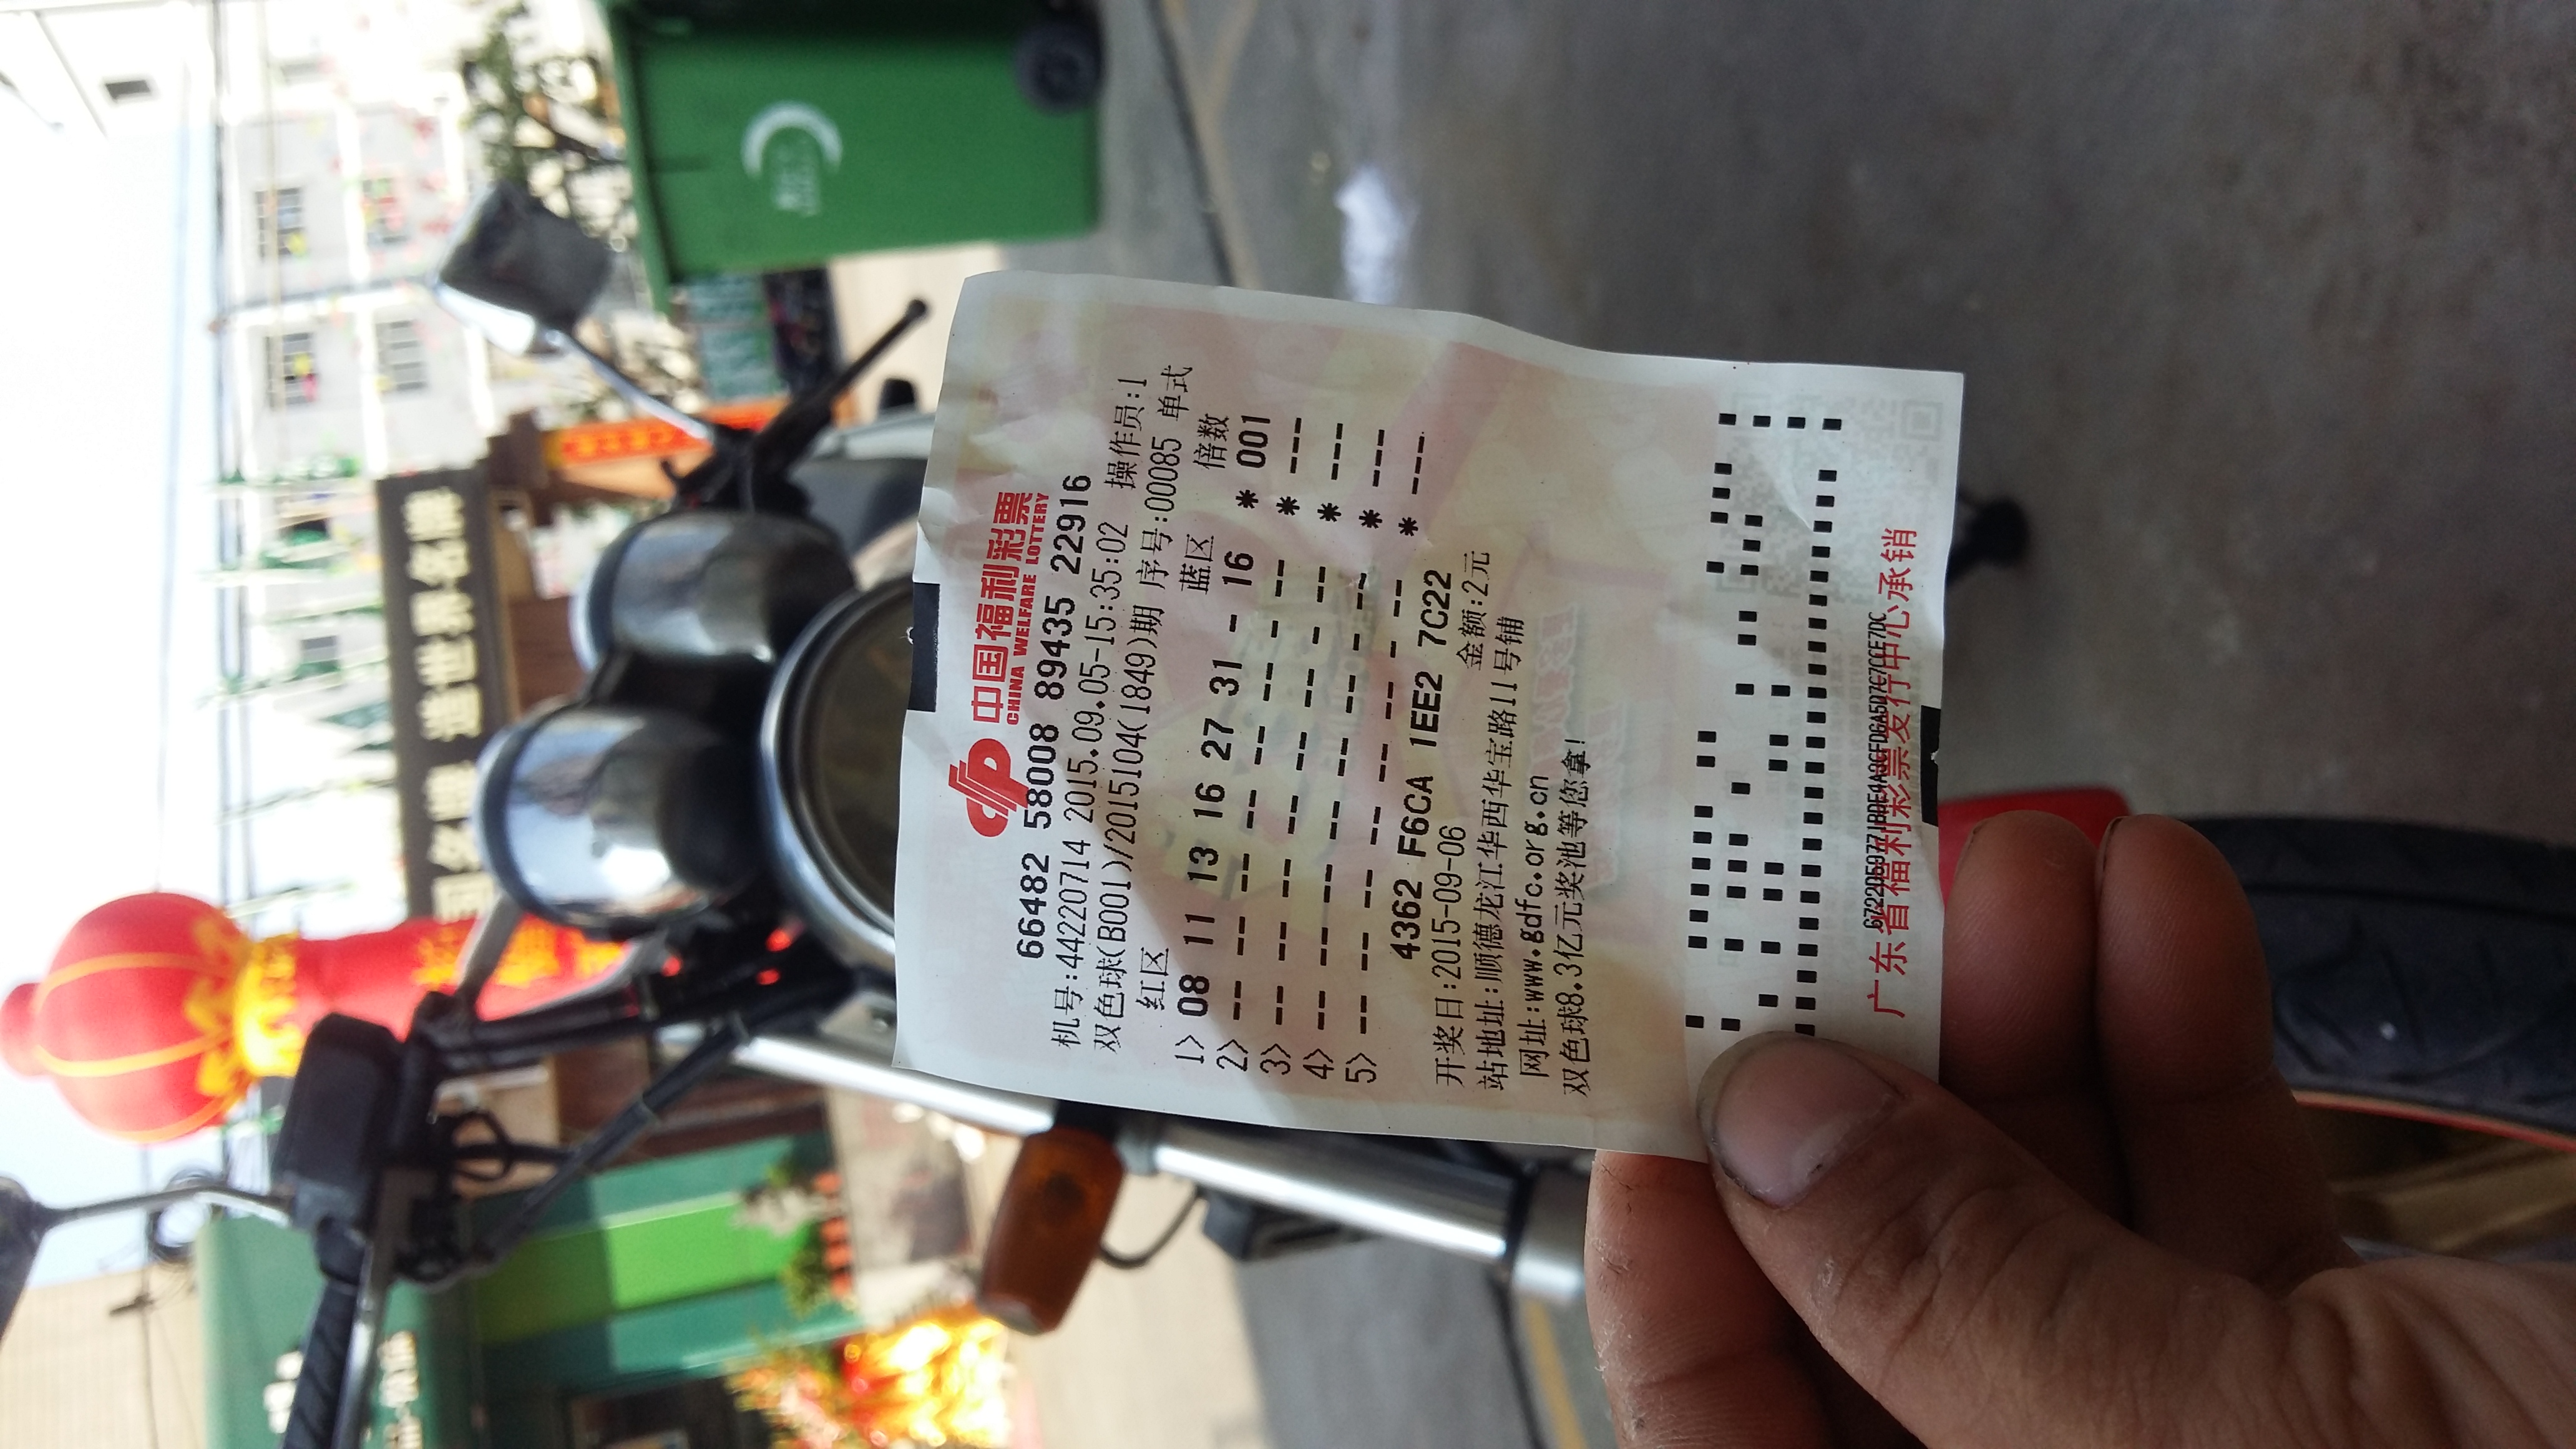 中国福利彩票
CHINA WELFARE LOTTERY
66482 58008 89435 22916
机号:44220714 2015.09.05-15:35:02 操作员:1
双色球(B001)/2015104(1849)期 序号:00085 单式
红区 蓝区 倍数
1> 08 11 13 16 27 31 - 16 * 001
2> -- -- -- -- -- -- - -- * ---
3> -- -- -- -- -- -- - -- * ---
4> -- -- -- -- -- -- - -- * ---
5> -- -- -- -- -- -- - -- * ---
4362 F6CA 1EE2 7C22
开奖日:2015-09-06 金额:2元
站地址:顺德龙江华西华宝路11号铺
网址:www.gdfc.org.cn
双色球8.3亿元奖池等您拿!
广东省福利彩票发行中心承销